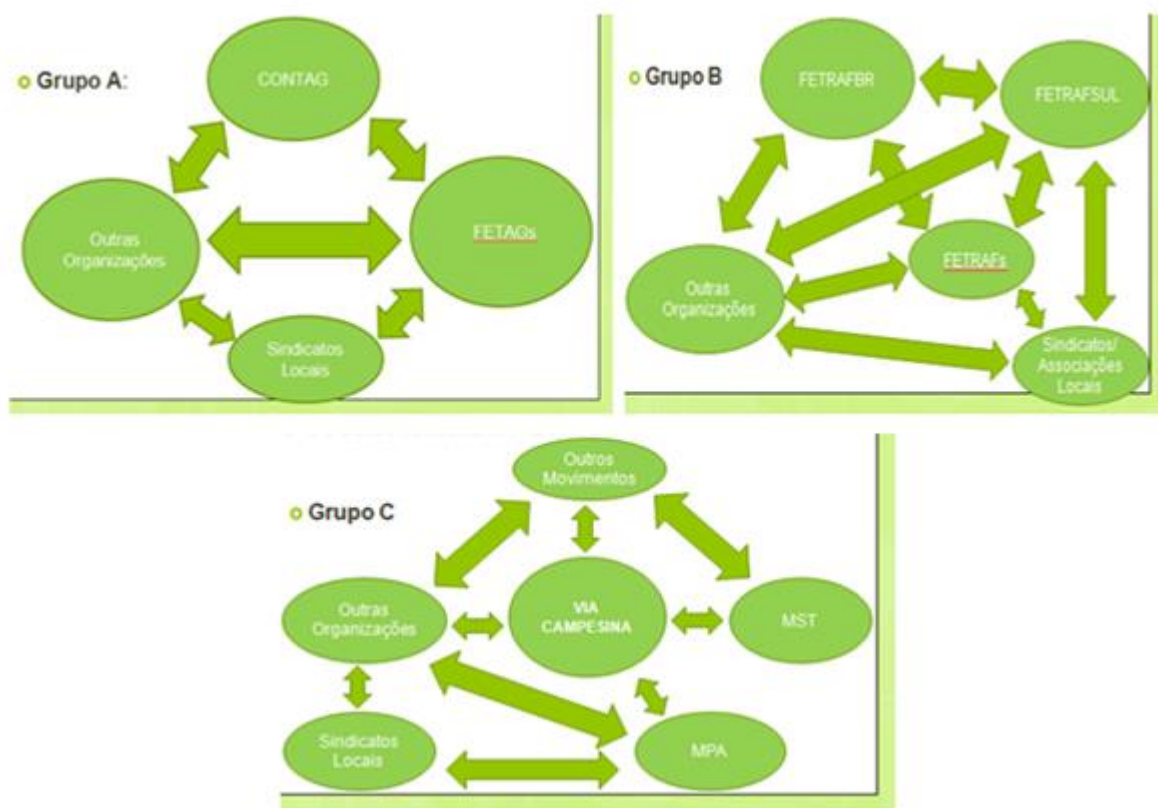 Grupo A:
CONTAG
Outras
Organizações
FETAGs
Sindicatos
Locais
Grupo B
FETRAFBR
FETRAFSUL
FETRAFs
Outras
Organizações
Sindicatos/
Associações
Locais
Grupo C
Outros
Movimentos
Outras
Organizações
VIA
CAMPESINA
MST
Sindicatos
Locais
MPA